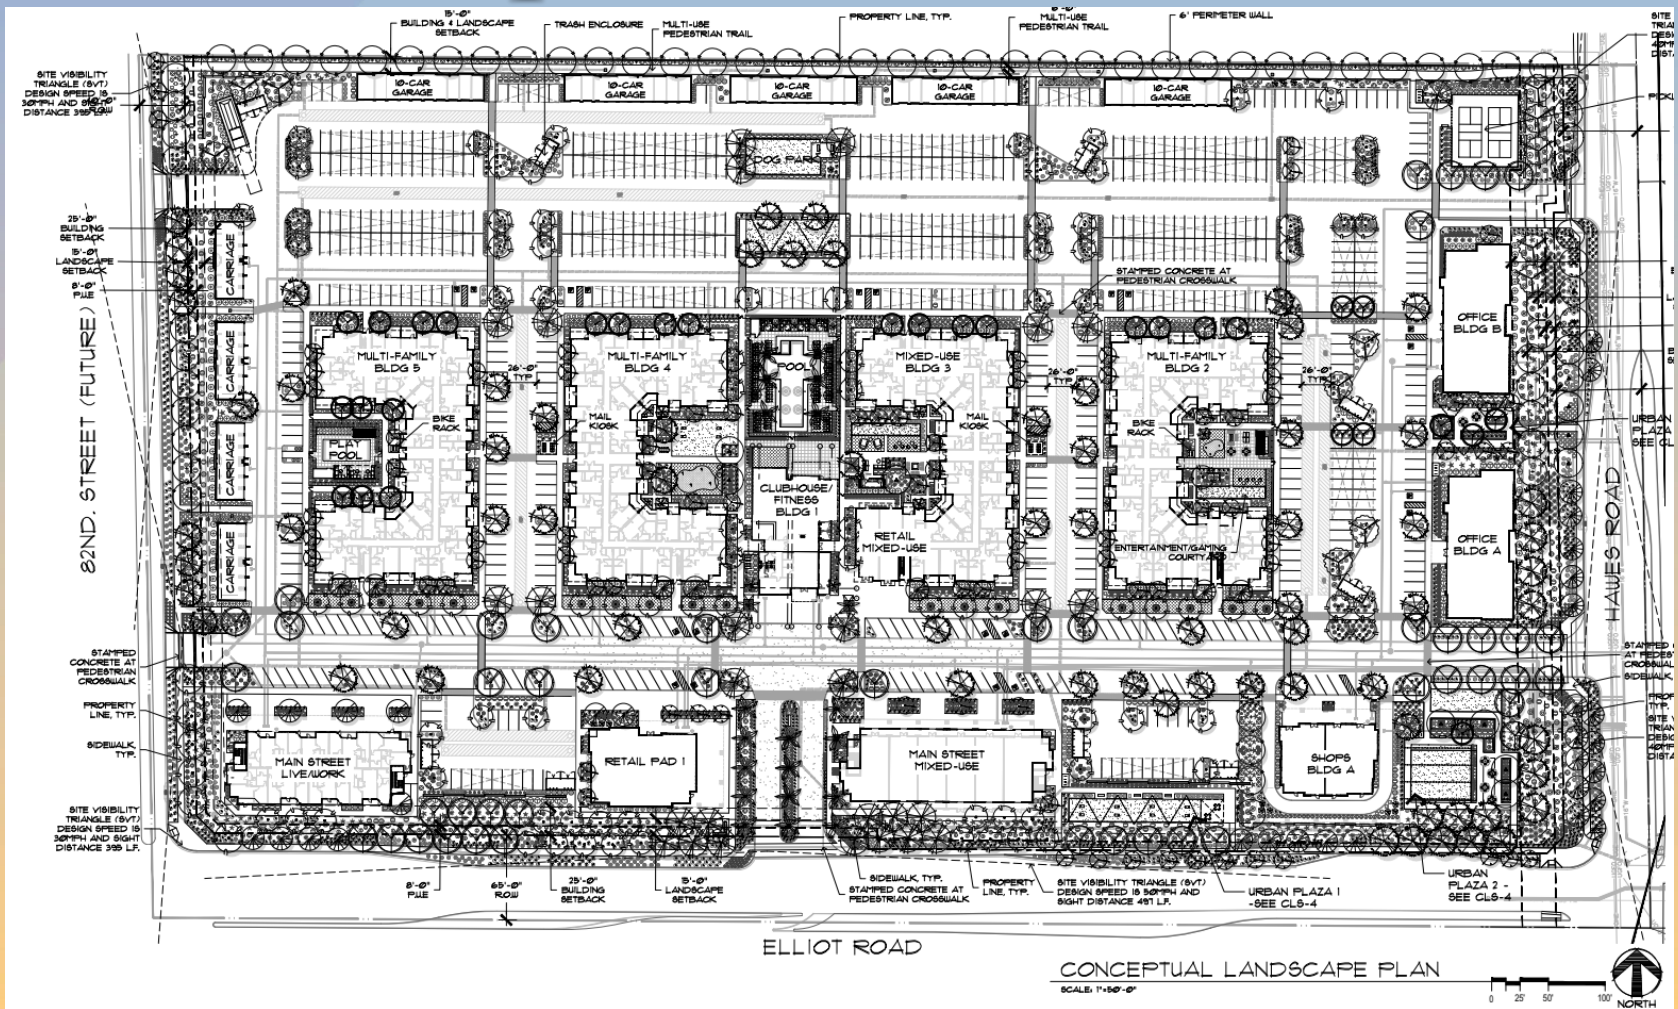 15'-0"
BUILDING & LANDSCAPE
SETBACK
TRASH ENCLOSURE
MULTI-USE
PEDESTRIAN TRAIL
PROPERTY LINE, TYP.
MULTI-USE
PEDESTRIAN TRAIL
6' PERIMETER WALL
SITE
SITE VISIBILITY
TRIANGLE (SVT)
DESIGN SPEED IS
30MPH AND
DISTANCE 395 L.F.
ROW
10-CAR
GARAGE
10-CAR
GARAGE
10-CAR
GARAGE
10-CAR
GARAGE
10-CAR
GARAGE
DOG PARK
25'-0"
BUILDING
SETBACK
15'-0"
LANDSCAPE
SETBACK
8'-0"
P.U.E
82ND. STREET (FUTURE)
CARRIAGE
CARRIAGE
CARRIAGE
CARRIAGE
STAMPED CONCRETE AT
PEDESTRIAN CROSSWALK
MULTI-FAMILY
BLDG 5
MULTI-FAMILY
BLDG 4
POOL
MIXED-USE
BLDG 3
MULTI-FAMILY
BLDG 2
OFFICE
BLDG B
26'-0"
TYP
26'-0"
TYP
26'-0"
TYP
BIKE
RACK
MAIL
KIOSK
MAIL
KIOSK
BIKE
RACK
PLAY
POOL
URBAN
PLAZA
CLUBHOUSE/
FITNESS
BLDG 1
RETAIL
MIXED-USE
ENTERTAINMENT/GAMING
OFFICE
BLDG A
HAWES ROAD
STAMPED
CONCRETE AT
PEDESTRIAN
CROSSWALK
STAMPED
SIDEWALK,
PROPERTY
LINE, TYP.
SIDEWALK,
TYP.
MAIN STREET
LIVE/WORK
RETAIL PAD 1
MAIN STREET
MIXED-USE
SHOPS
BLDG A
SITE VISIBILITY
TRIANGLE (SVT)
DESIGN SPEED IS
30MPH AND SIGHT
DISTANCE 395 L.F.
8'-0"
P.U.E
65'-0"
ROW
25'-0"
BUILDING
SETBACK
15'-0"
LANDSCAPE
SETBACK
SIDEWALK, TYP.
STAMPED CONCRETE AT
PEDESTRIAN CROSSWALK
PROPERTY
LINE, TYP.
SITE VISIBILITY TRIANGLE (SVT)
DESIGN SPEED IS 50MPH AND
SIGHT DISTANCE 497 L.F.
URBAN PLAZA 1
-SEE CLS-4
URBAN
PLAZA 2 -
SEE CLS-4
ELLIOT ROAD
CONCEPTUAL LANDSCAPE PLAN
SCALE: 1"=50'-0"
0 25' 50' 100'
NORTH